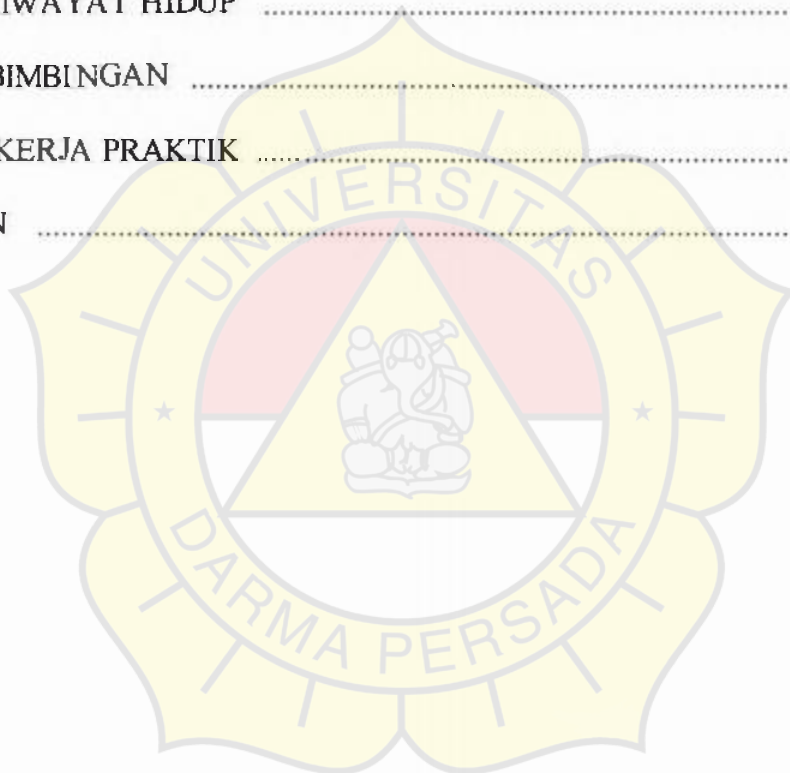 IWAYAT HIDUP ..........................................................................
BIMBINGAN ..........................................................................
KERJA PRAKTIK ..........................................................................
N ..........................................................................
UNIVERSITAS
DARMA PERSADA